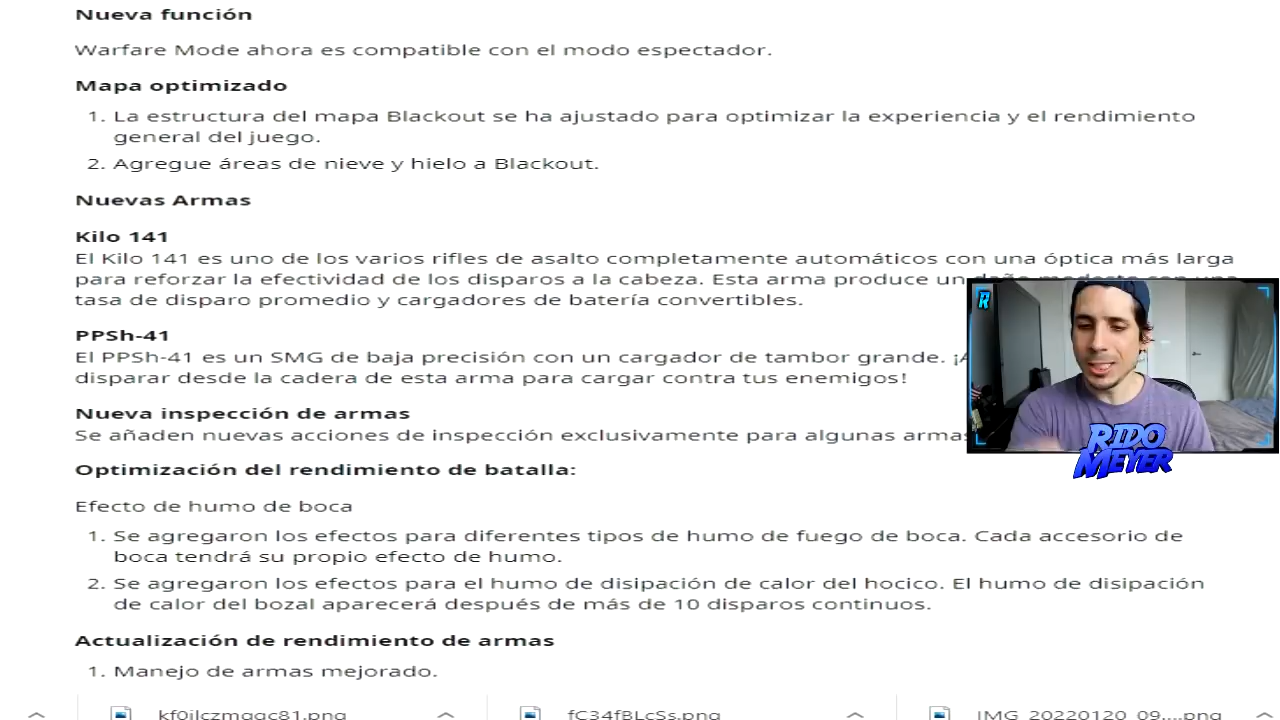 Nueva función
Warfare Mode ahora es compatible con el modo espectador.
Mapa optimizado
1. La estructura del mapa Blackout se ha ajustado para optimizar la experiencia y el rendimiento
general del juego.
2. Agregue áreas de nieve y hielo a Blackout.
Nuevas Armas
Kilo 141
El Kilo 141 es uno de los varios rifles de asalto completamente automáticos con una óptica más larga
para reforzar la efectividad de los disparos a la cabeza. Esta arma produce un daño modesto con una
tasa de disparo promedio y cargadores de batería convertibles.
PPSh-41
El PPSh-41 es un SMG de baja precisión con un cargador de tambor grande.
disparar desde la cadera de esta arma para cargar contra tus enemigos!
Nueva inspección de armas
Se añaden nuevas acciones de inspección exclusivamente para algunas armas
R
RIDO
MEYER
Optimización del rendimiento de batalla:
Efecto de humo de boca
1. Se agregaron los efectos para diferentes tipos de humo de fuego de boca. Cada accesorio de
boca tendrá su propio efecto de humo.
2. Se agregaron los efectos para el humo de disipación de calor del hocico. El humo de disipación
de calor del bozal aparecerá después de más de 10 disparos continuos.
Actualización de rendimiento de armas
1. Manejo de armas mejorado.
fC34fBLcSs.png
IMG_20220120_09....png